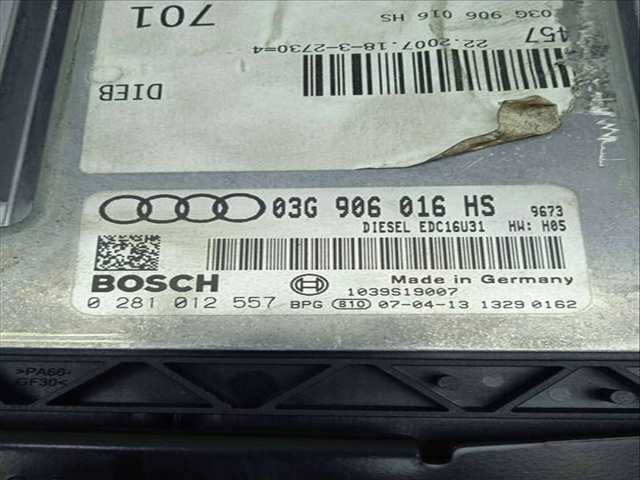 03G 906 016 HS
701
457
22.2007.18-3-2730=4
DIEB
03G 906 016 HS 9673
DIESEL EDC16U31 HW: H05
BOSCH
Made in Germany
1039S19007
0 281 012 557 BPG 810 07-04-13 1329 0162
>PA66-
GF30<